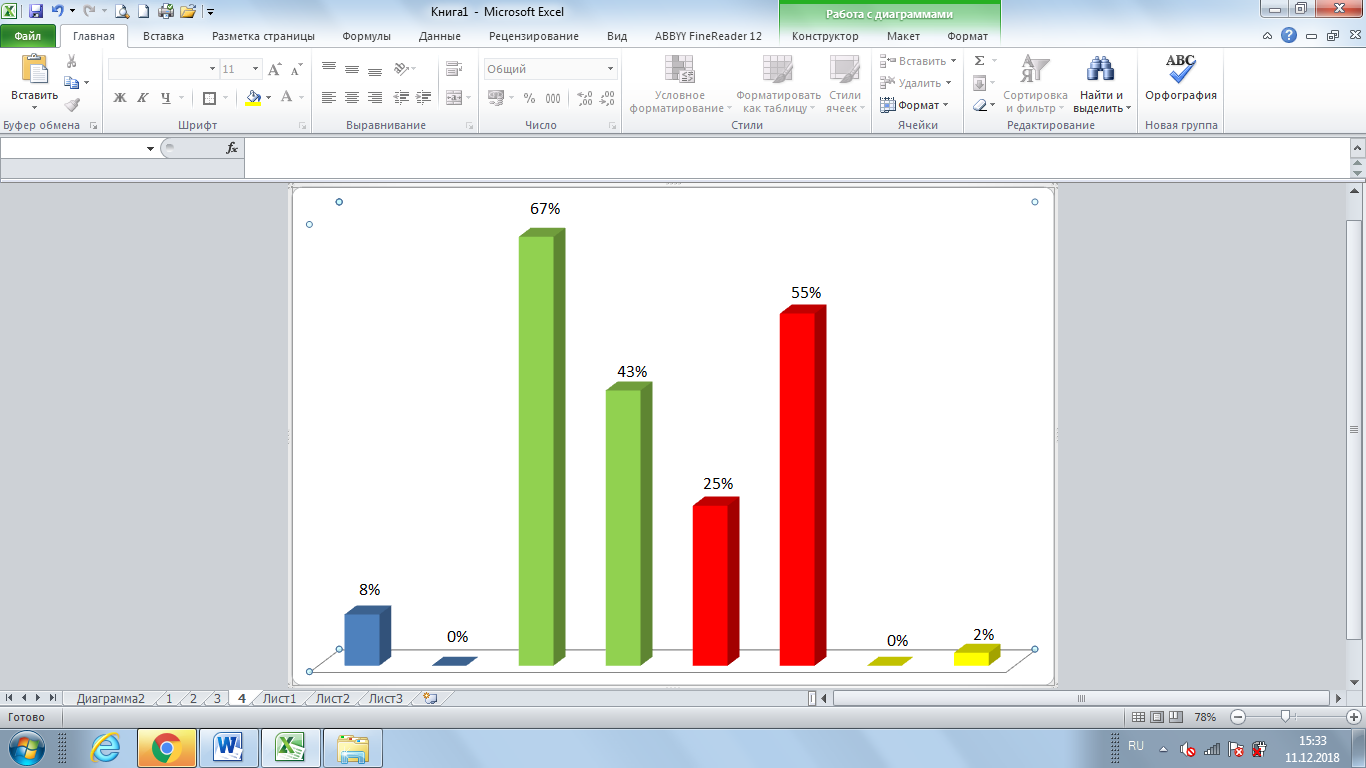 Книга1 - Microsoft Excel
Работа с диаграммами
Файл Главная Вставка Разметка страницы Формулы Данные Рецензирование Вид ABBYY FineReader 12 Конструктор Макет Формат
Вставить
Буфер обмена
11
Ж К Ч
Шрифт
Выравнивание
Общий
% 000
Число
Условное форматирование
Форматировать как таблицу
Стили ячеек
Стили
Вставить
Удалить
Формат
Ячейки
Σ
Сортировка и фильтр
Найти и выделить
Редактирование
ABC
Орфография
Новая группа
fx
67%
55%
43%
25%
8%
0%
0%
2%
Диаграмма2 1 2 3 4 Лист1 Лист2 Лист3
Готово
78%
RU
15:33
11.12.2018